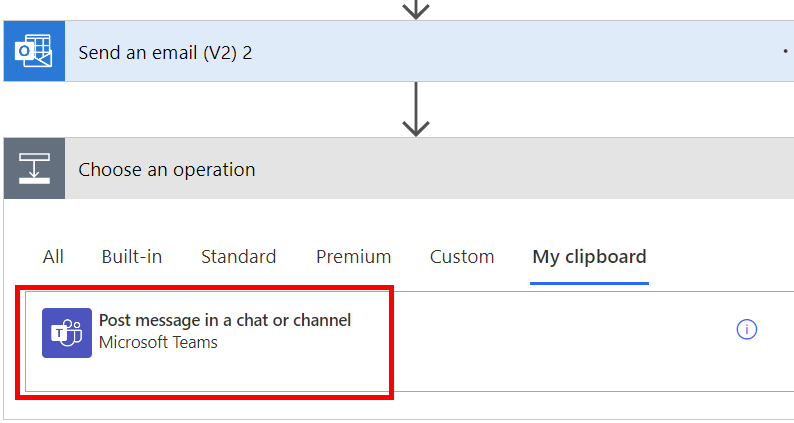 Send an email (V2) 2
Choose an operation
All Built-in Standard Premium Custom My clipboard
Post message in a chat or channel
Microsoft Teams